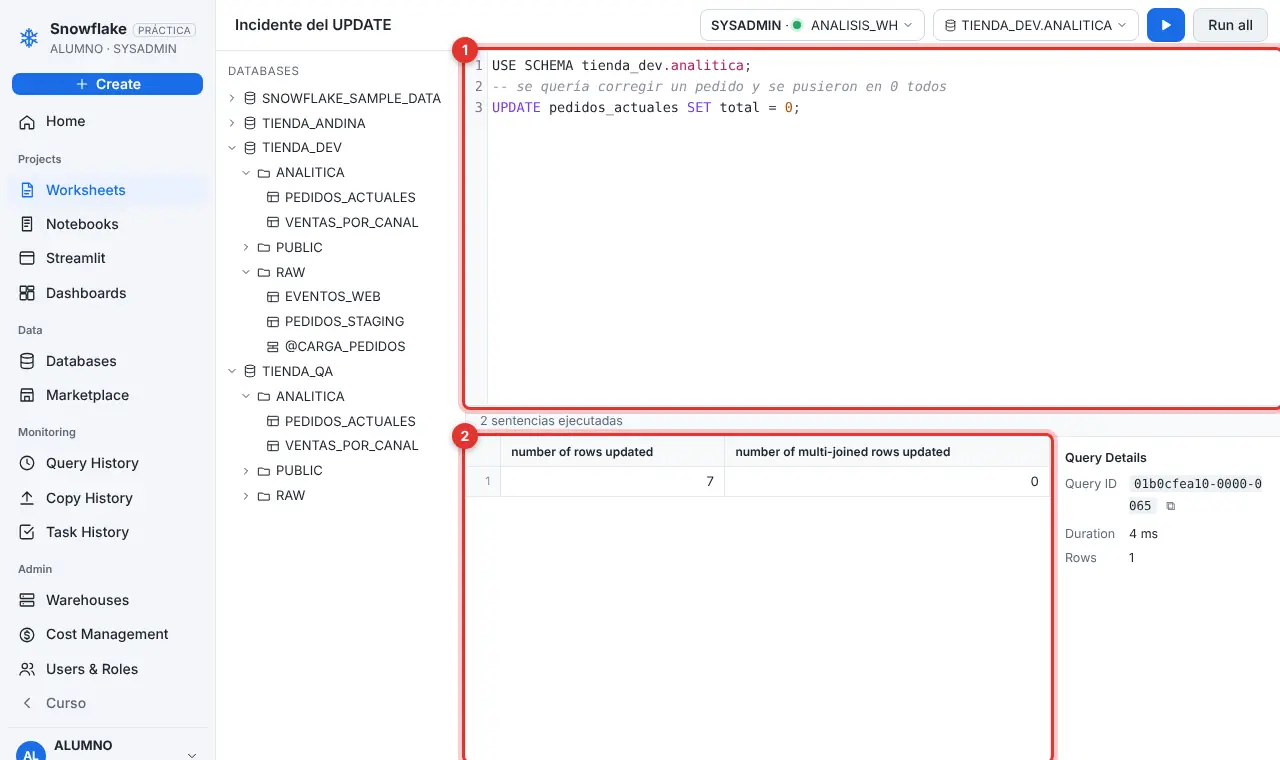 Snowflake PRÁCTICA
ALUMNO · SYSADMIN
+ Create
Home
Projects
Worksheets
Notebooks
Streamlit
Dashboards
Data
Databases
Marketplace
Monitoring
Query History
Copy History
Task History
Admin
Warehouses
Cost Management
Users & Roles
Curso
AL
ALUMNO
Incidente del UPDATE
SYSADMIN · ANALISIS_WH
TIENDA_DEV.ANALITICA
Run all
DATABASES
SNOWFLAKE_SAMPLE_DATA
TIENDA_ANDINA
TIENDA_DEV
ANALITICA
PEDIDOS_ACTUALES
VENTAS_POR_CANAL
PUBLIC
RAW
EVENTOS_WEB
PEDIDOS_STAGING
@CARGA_PEDIDOS
TIENDA_QA
ANALITICA
PEDIDOS_ACTUALES
VENTAS_POR_CANAL
PUBLIC
RAW
1
1 USE SCHEMA tienda_dev.analitica;
2 -- se quería corregir un pedido y se pusieron en 0 todos
3 UPDATE pedidos_actuales SET total = 0;
2 sentencias ejecutadas
2
number of rows updated number of multi-joined rows updated
1 7 0
Query Details
Query ID 01b0cfea10-0000-0
065
Duration 4 ms
Rows 1